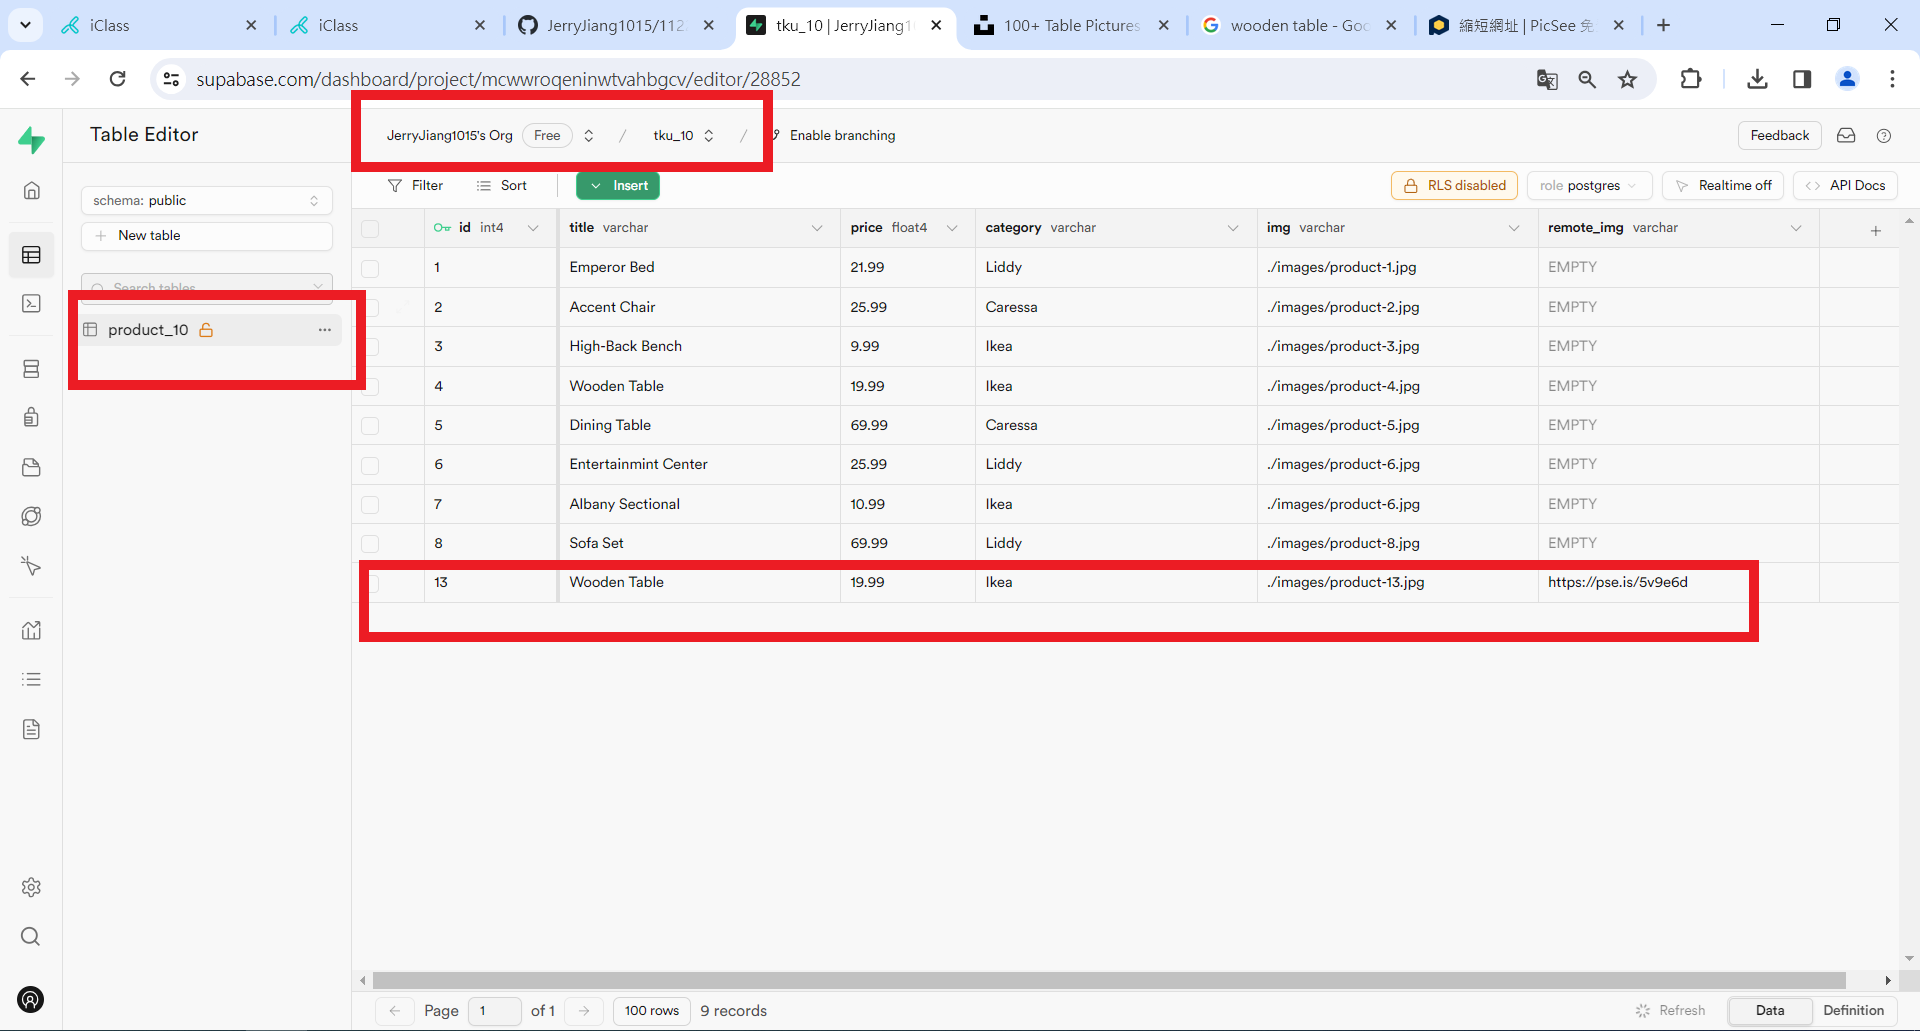 iClass
iClass
JerryJiang1015/112
tku_10 | JerryJiang1
100+ Table Pictures
wooden table - Goo
縮短網址 | PicSee 免
supabase.com/dashboard/project/mcwwroqeninwtvahbgcv/editor/28852
Table Editor
JerryJiang1015's Org Free / tku_10 / Enable branching
Feedback
schema: public
New table
Search tables
product_10
Filter Sort Insert
RLS disabled role postgres Realtime off API Docs
id int4 title varchar price float4 category varchar img varchar remote_img varchar
1 Emperor Bed 21.99 Liddy ./images/product-1.jpg EMPTY
2 Accent Chair 25.99 Caressa ./images/product-2.jpg EMPTY
3 High-Back Bench 9.99 Ikea ./images/product-3.jpg EMPTY
4 Wooden Table 19.99 Ikea ./images/product-4.jpg EMPTY
5 Dining Table 69.99 Caressa ./images/product-5.jpg EMPTY
6 Entertainmint Center 25.99 Liddy ./images/product-6.jpg EMPTY
7 Albany Sectional 10.99 Ikea ./images/product-6.jpg EMPTY
8 Sofa Set 69.99 Liddy ./images/product-8.jpg EMPTY
13 Wooden Table 19.99 Ikea ./images/product-13.jpg https://pse.is/5v9e6d
Page 1 of 1 100 rows 9 records
Refresh Data Definition